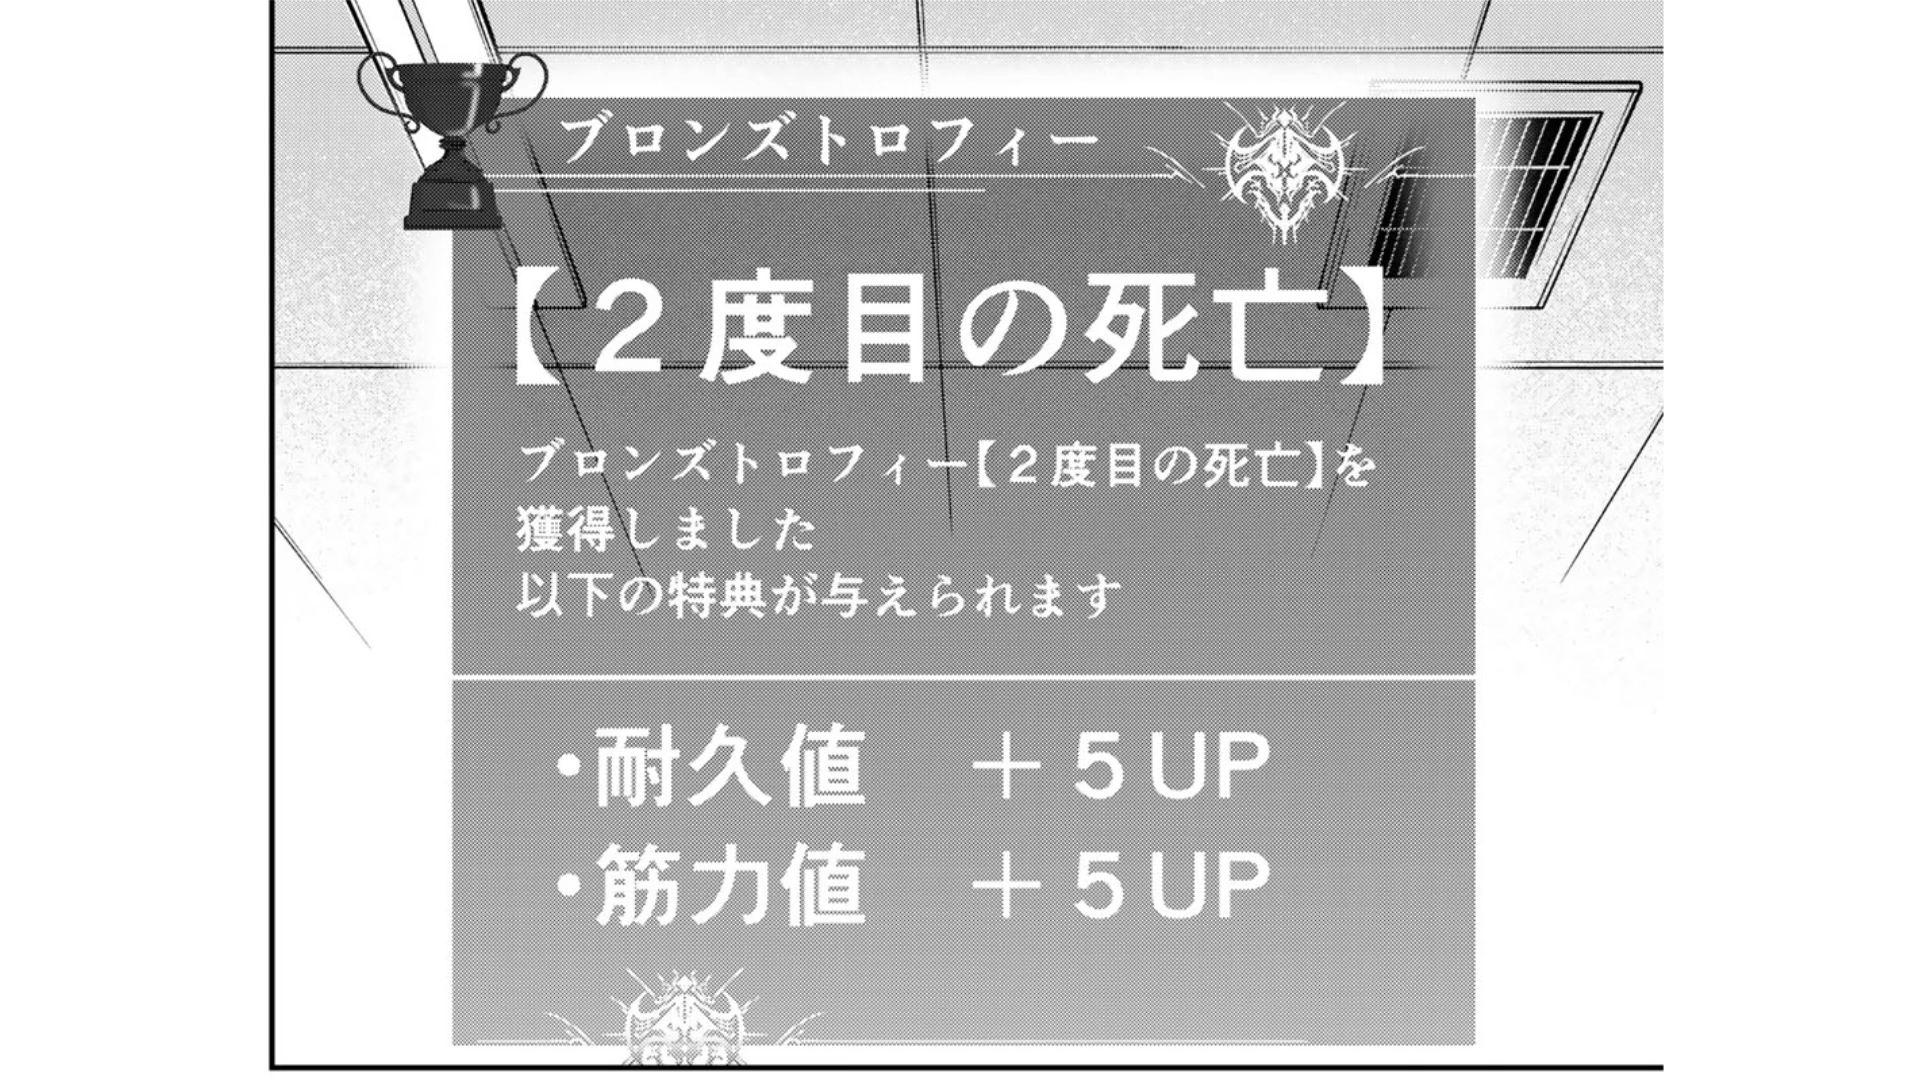 ブロンズトロフィー
【２度目の死亡】
ブロンズトロフィー【２度目の死亡】を
獲得しました
以下の特典が与えられます
・耐久値　＋５UP
・筋力値　＋５UP